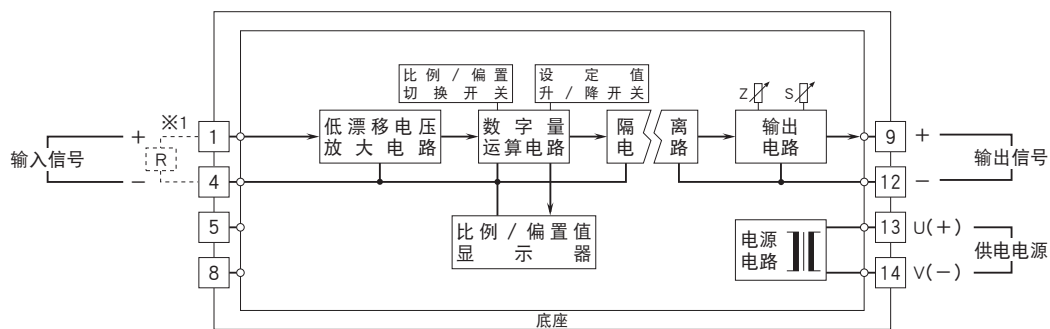 比例/偏置
切换开关
设定值
升/降开关
Z
S
※1
1
+
R
输入信号
-
4
5
8
低漂移电压
放大电路
数字量
运算电路
隔离
电路
输出
电路
9
+
输出信号
12
-
比例/偏置值
显示器
电源
电路
13
U(+)
供电电源
14
V(-)
底座